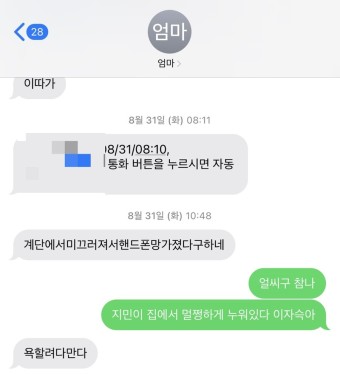 28
엄마
엄마
이따가
8월 31일 (화) 08:11
08/31/08:10,
통화 버튼을 누르시면 자동
8월 31일 (화) 10:48
계단에서미끄러져서핸드폰망가졌다구하네
얼씨구 참나
지민이 집에서 멀쩡하게 누워있다 이자숙아
욕할려다만다